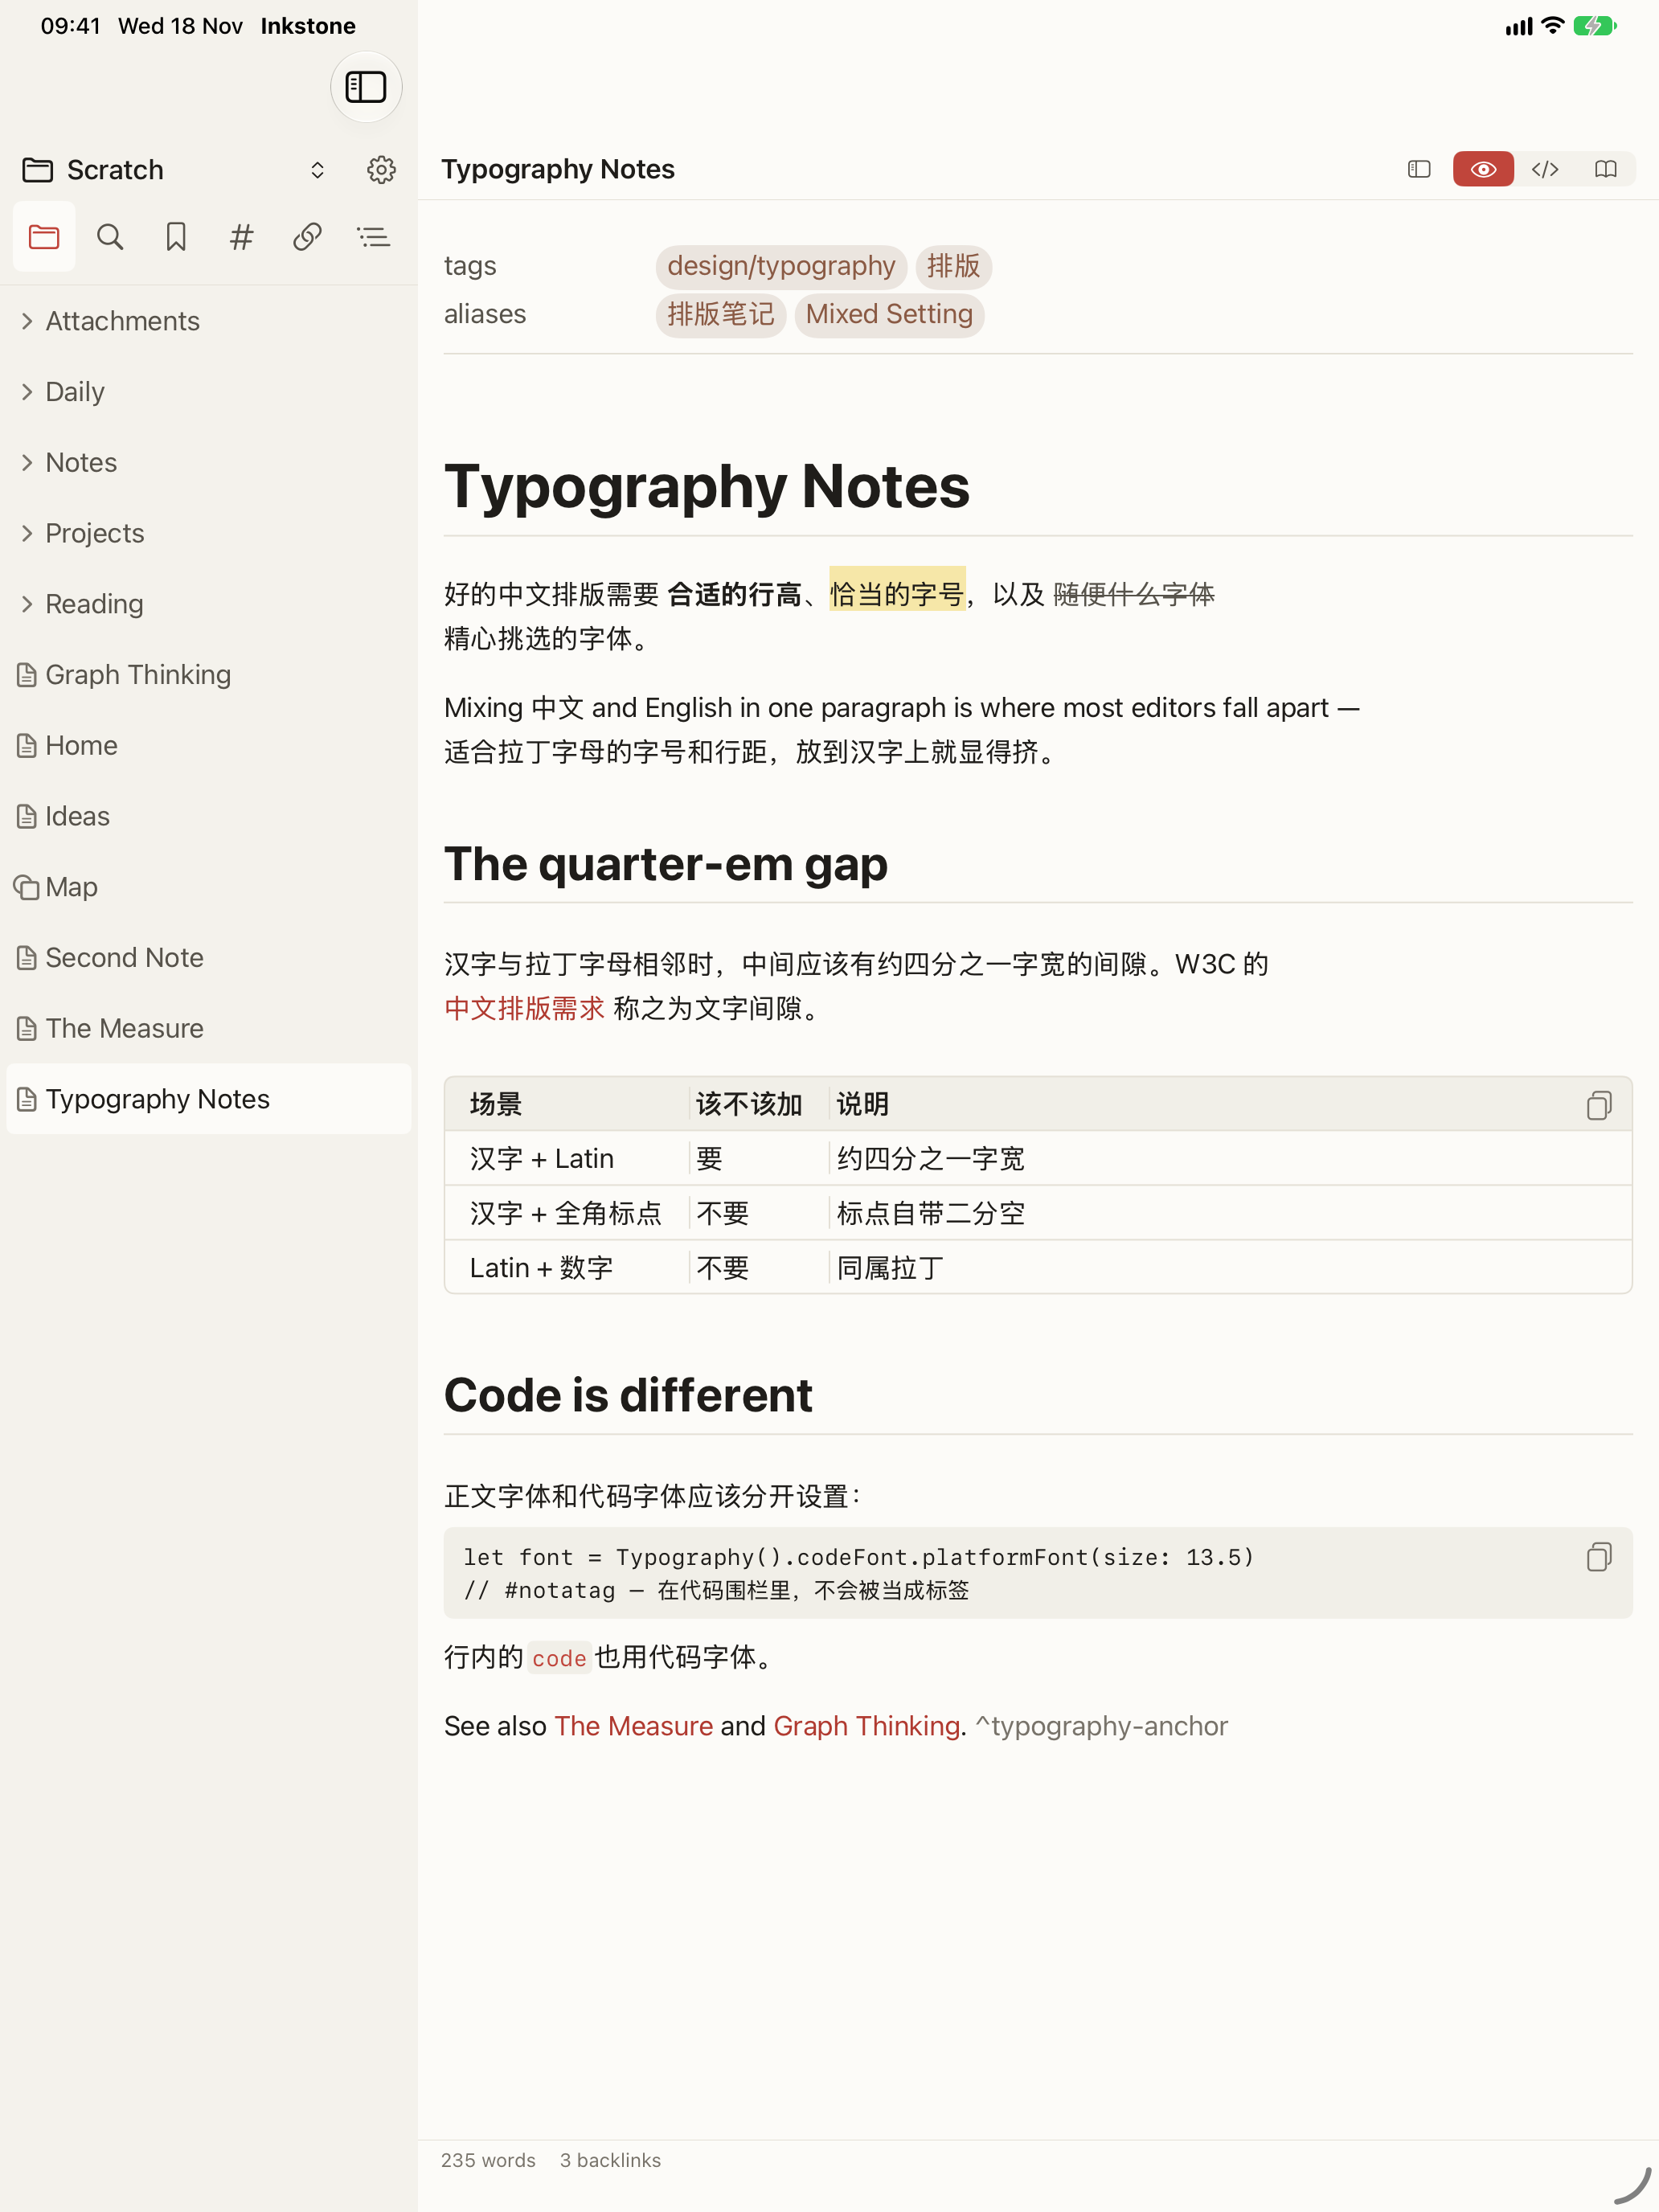 09:41 Wed 18 Nov Inkstone
Scratch
Attachments
Daily
Notes
Projects
Reading
Graph Thinking
Home
Ideas
Map
Second Note
The Measure
Typography Notes
Typography Notes
tags design/typography 排版
aliases 排版笔记 Mixed Setting
Typography Notes
好的中文排版需要 合适的行高、恰当的字号，以及 随便什么字体
精心挑选的字体。
Mixing 中文 and English in one paragraph is where most editors fall apart —
适合拉丁字母的字号和行距，放到汉字上就显得挤。
The quarter-em gap
汉字与拉丁字母相邻时，中间应该有约四分之一字宽的间隙。W3C 的
中文排版需求 称之为文字间隙。
场景 该不该加 说明
汉字 + Latin 要 约四分之一字宽
汉字 + 全角标点 不要 标点自带二分空
Latin + 数字 不要 同属拉丁
Code is different
正文字体和代码字体应该分开设置：
let font = Typography().codeFont.platformFont(size: 13.5)
// #notatag — 在代码围栏里，不会被当成标签
行内的 code 也用代码字体。
See also The Measure and Graph Thinking. ^typography-anchor
235 words 3 backlinks